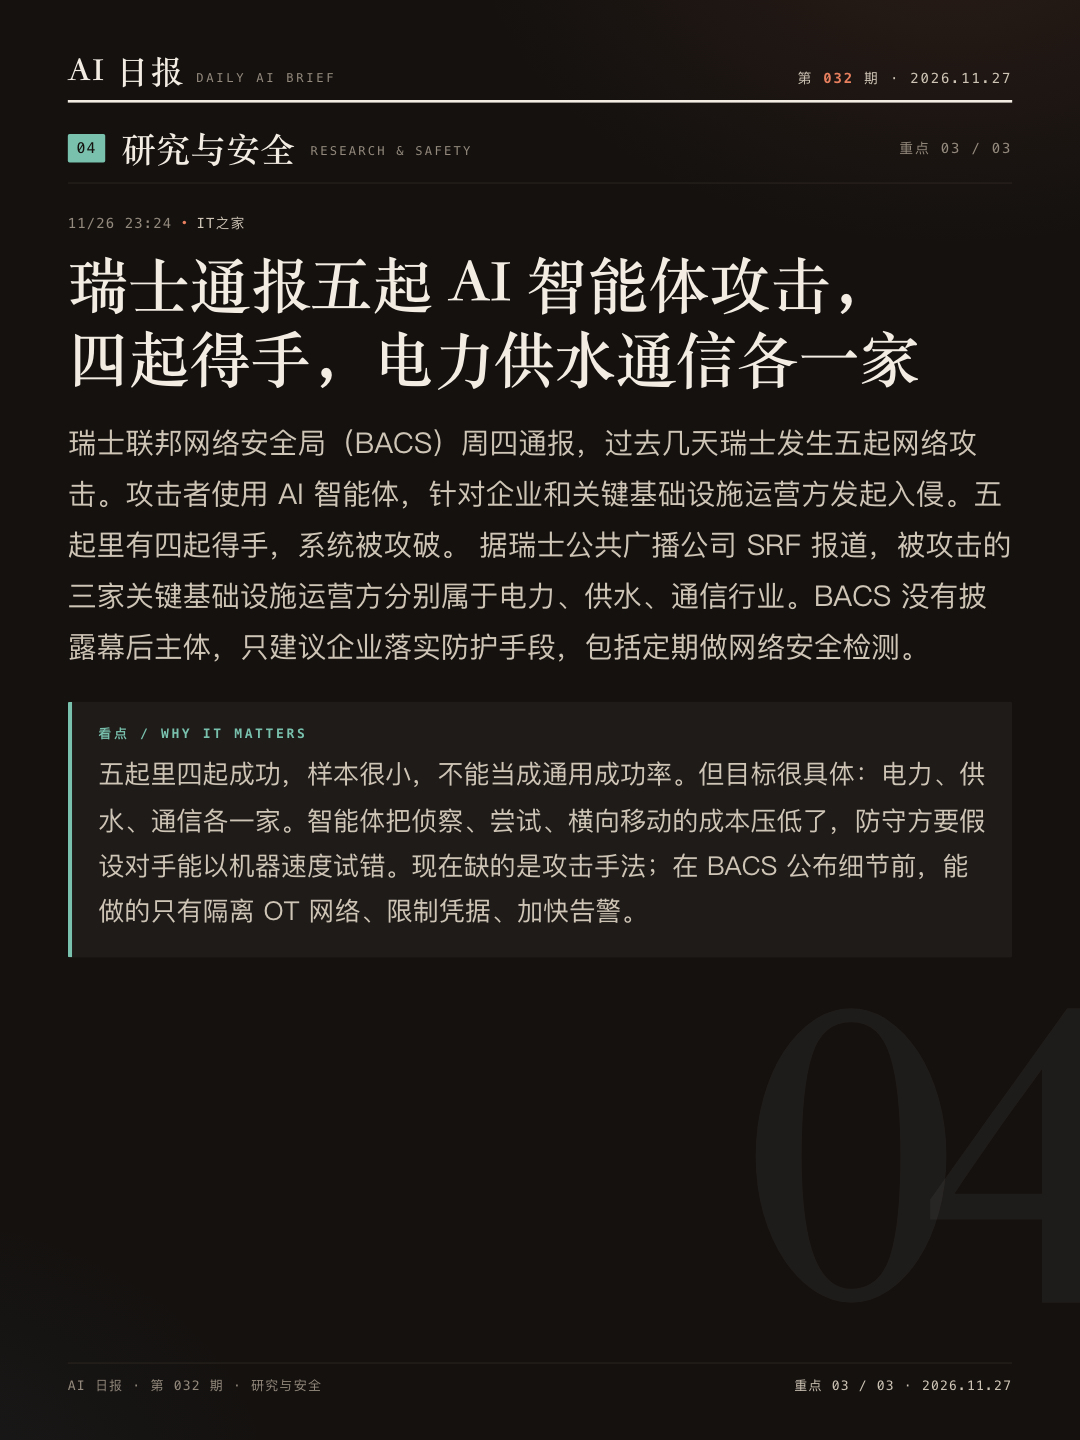 AI 日报 DAILY AI BRIEF
第 032 期 · 2026.11.27
04 研究与安全 RESEARCH & SAFETY
重点 03 / 03
11/26 23:24 • IT之家
瑞士通报五起 AI 智能体攻击，
四起得手，电力供水通信各一家
瑞士联邦网络安全局（BACS）周四通报，过去几天瑞士发生五起网络攻
击。攻击者使用 AI 智能体，针对企业和关键基础设施运营方发起入侵。五
起里有四起得手，系统被攻破。 据瑞士公共广播公司 SRF 报道，被攻击的
三家关键基础设施运营方分别属于电力、供水、通信行业。BACS 没有披
露幕后主体，只建议企业落实防护手段，包括定期做网络安全检测。
看点 / WHY IT MATTERS
五起里四起成功，样本很小，不能当成通用成功率。但目标很具体：电力、供
水、通信各一家。智能体把侦察、尝试、横向移动的成本压低了，防守方要假
设对手能以机器速度试错。现在缺的是攻击手法；在 BACS 公布细节前，能
做的只有隔离 OT 网络、限制凭据、加快告警。
04
AI 日报 · 第 032 期 · 研究与安全
重点 03 / 03 · 2026.11.27